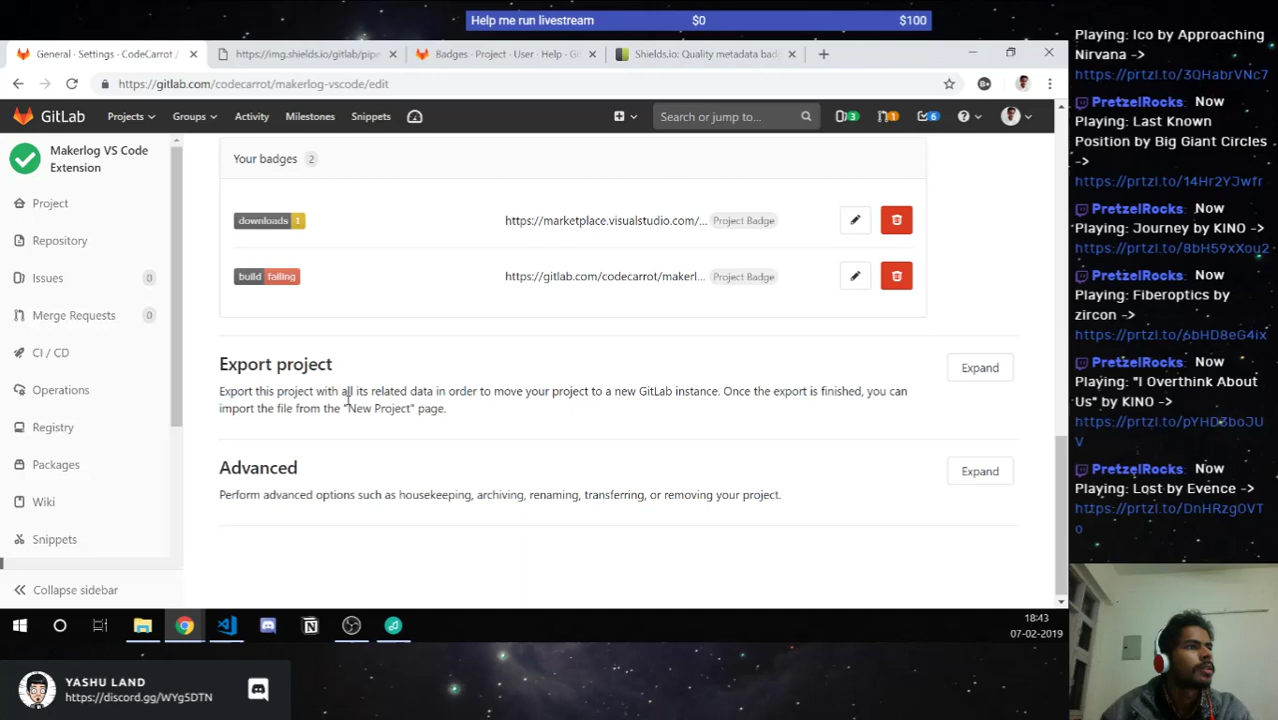 Help me run livestream $0 $100
General · Settings · CodeCarrot /
https://img.shields.io/gitlab/pipe
Badges - Project - User - Help - Git
Shields.io: Quality metadata bad
https://gitlab.com/codecarrot/makerlog-vscode/edit
GitLab
Projects
Groups
Activity
Milestones
Snippets
Search or jump to...
3
1
6
Makerlog VS Code
Extension
Project
Repository
Issues 0
Merge Requests 0
CI / CD
Operations
Registry
Packages
Wiki
Snippets
Collapse sidebar
Your badges 2
downloads 1 https://marketplace.visualstudio.com/... Project Badge
build failing https://gitlab.com/codecarrot/makerl... Project Badge
Export project
Expand
Export this project with all its related data in order to move your project to a new GitLab instance. Once the export is finished, you can
import the file from the "New Project" page.
Advanced
Expand
Perform advanced options such as housekeeping, archiving, renaming, transferring, or removing your project.
18:43
07-02-2019
YASHU LAND
https://discord.gg/WYg5DTN
Playing: Ico by Approaching
Nirvana ->
https://prtzl.to/3QHabrVNc7
PretzelRocks: Now
Playing: Last Known
Position by Big Giant Circles
->
https://prtzl.to/14Hr2YJwfr
PretzelRocks: Now
Playing: Journey by KINO ->
https://prtzl.to/8bH59xXou2
PretzelRocks: Now
Playing: Fiberoptics by
zircon ->
https://prtzl.to/6bHD8eG4ix
PretzelRocks: Now
Playing: "I Overthink About
Us" by KINO ->
https://prtzl.to/pYHD3boJU
V
PretzelRocks: Now
Playing: Lost by Evence ->
https://prtzl.to/DnHRzg0VT
o